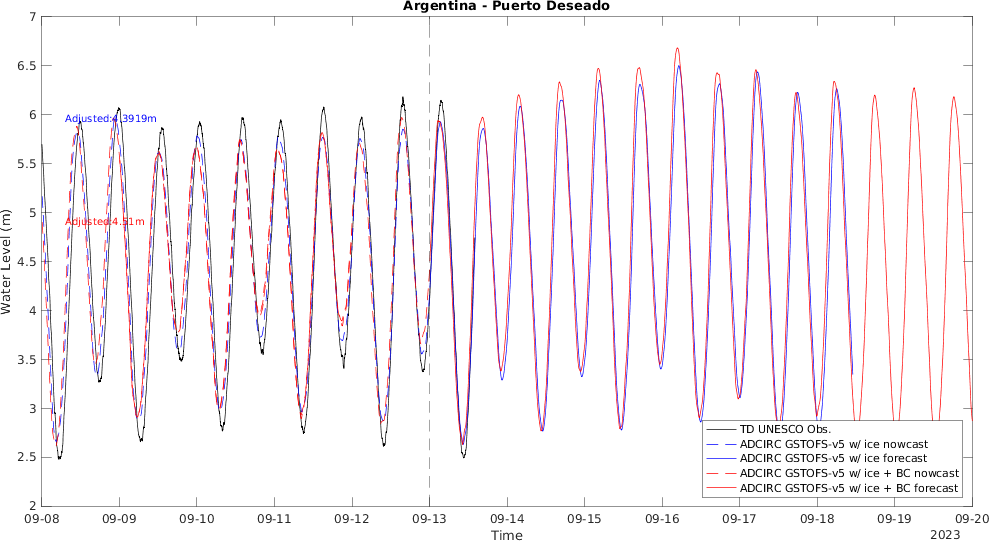 Argentina - Puerto Deseado
7
6.5
6
5.5
5
4.5
4
3.5
3
2.5
2
Water Level (m)
Adjusted:4.3919m
Adjusted:4.51m
TD UNESCO Obs.
ADCIRC GSTOFS-v5 w/ ice nowcast
ADCIRC GSTOFS-v5 w/ ice forecast
ADCIRC GSTOFS-v5 w/ ice + BC nowcast
ADCIRC GSTOFS-v5 w/ ice + BC forecast
09-08 09-09 09-10 09-11 09-12 09-13 09-14 09-15 09-16 09-17 09-18 09-19 09-20
Time
2023